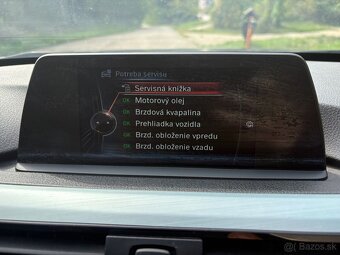 Potreba servisu
Servisná knižka
OK Motorový olej
OK Brzdová kvapalina
OK Prehliadka vozidla
OK Brzd. obloženie vpredu
OK Brzd. obloženie vzadu
Bazos.sk